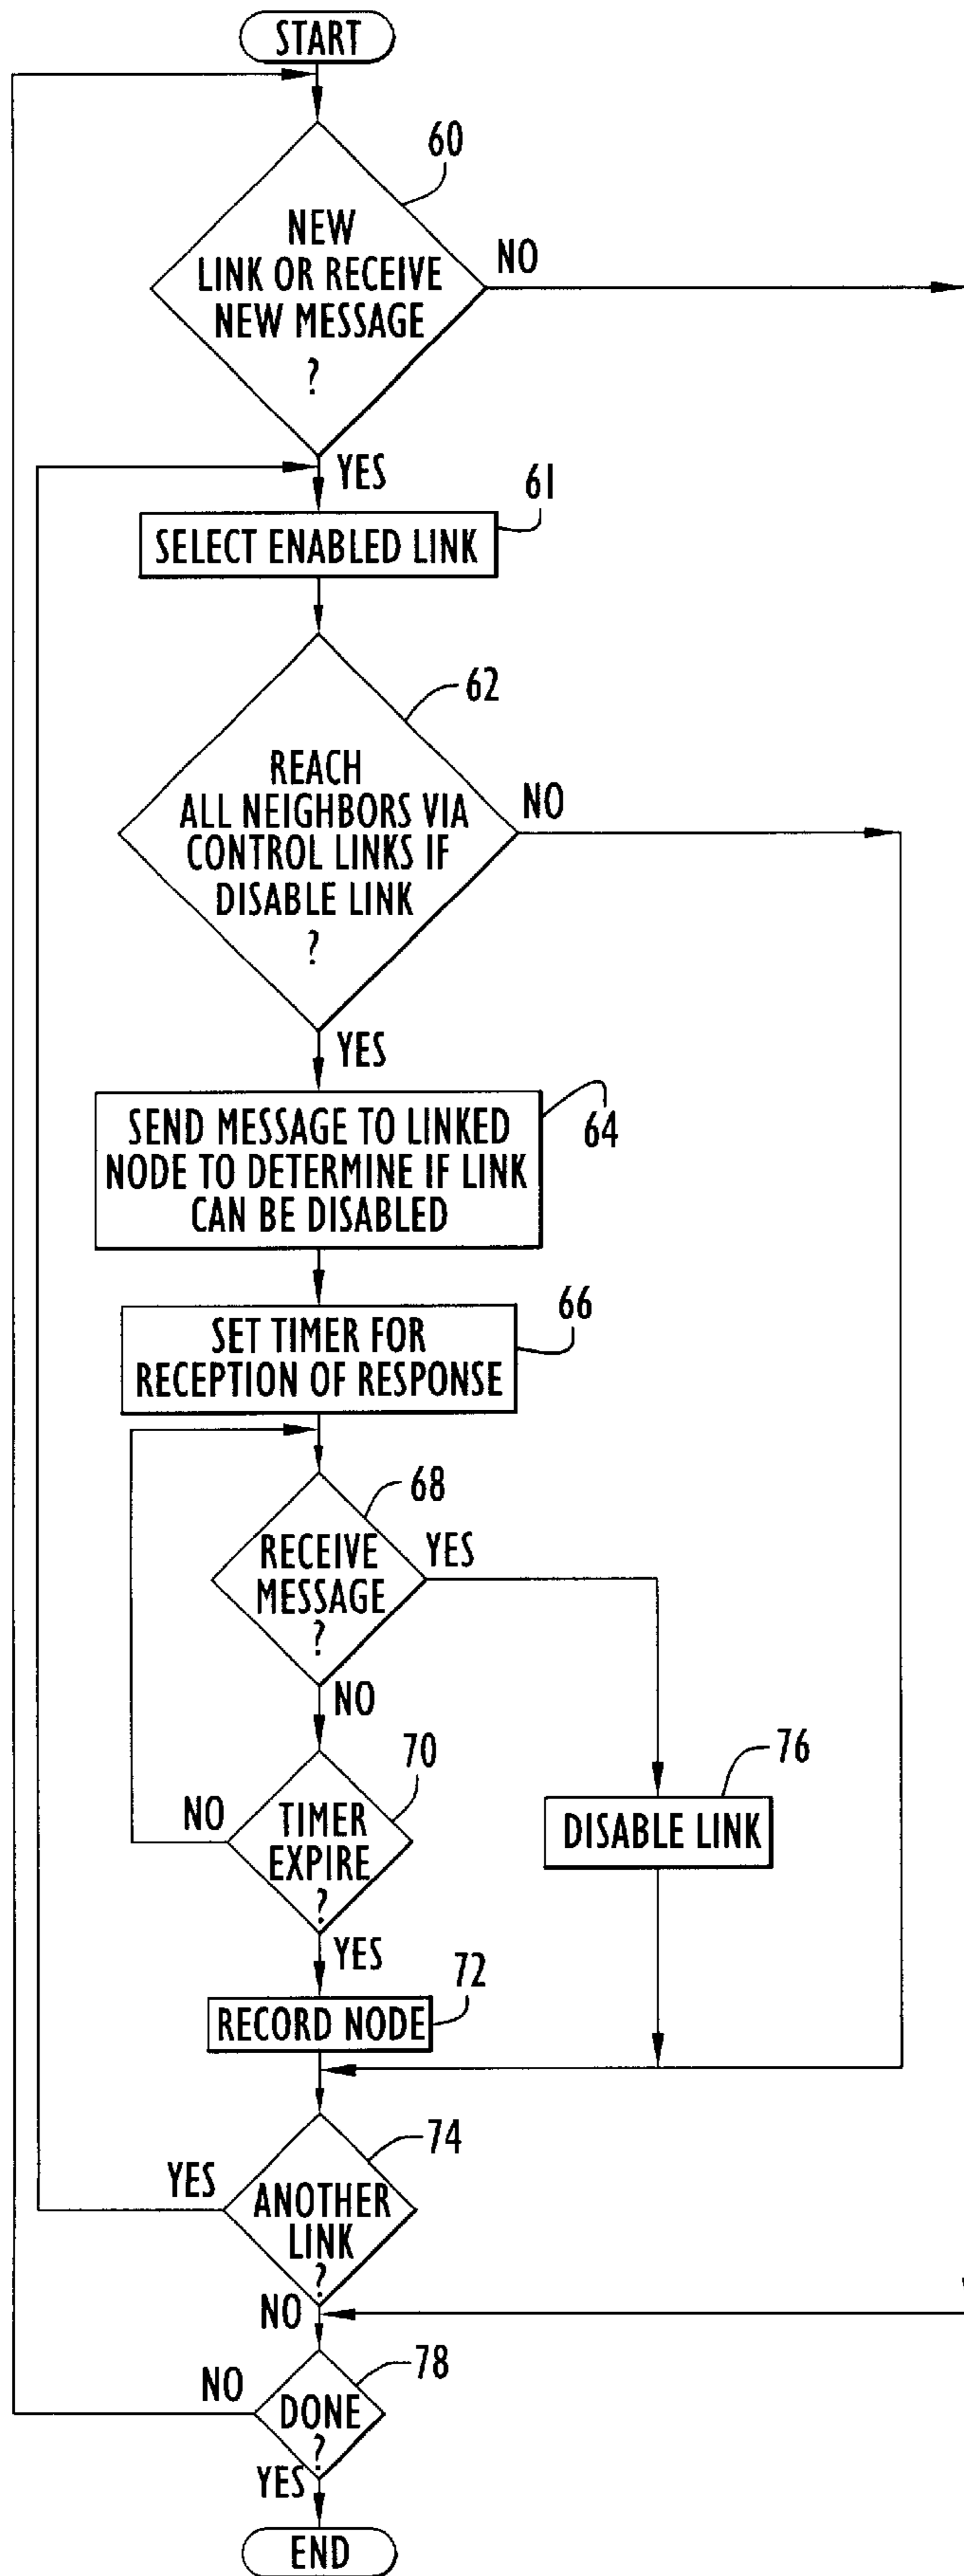 START
60
NEW
LINK OR RECEIVE
NEW MESSAGE
?
NO
YES
61
SELECT ENABLED LINK
62
REACH
ALL NEIGHBORS VIA
CONTROL LINKS IF
DISABLE LINK
?
NO
YES
SEND MESSAGE TO LINKED
NODE TO DETERMINE IF LINK
CAN BE DISABLED
64
66
SET TIMER FOR
RECEPTION OF RESPONSE
68
RECEIVE
MESSAGE
?
YES
NO
70
NO
TIMER
EXPIRE
?
76
DISABLE LINK
YES
72
RECORD NODE
74
YES
ANOTHER
LINK
?
NO
78
NO
DONE
?
YES
END